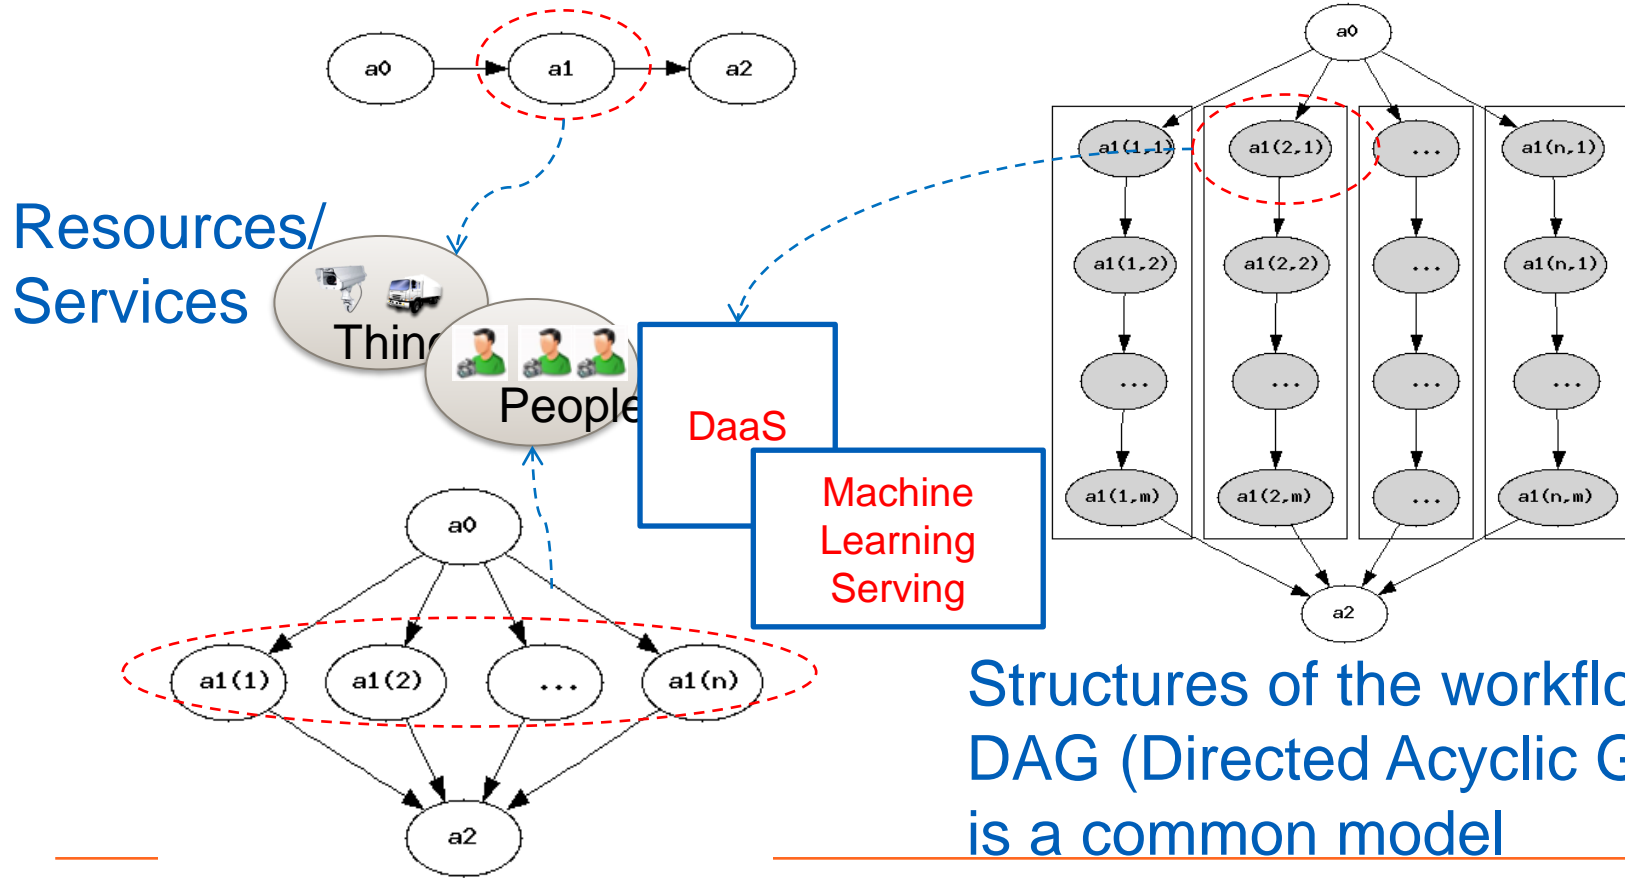 a0
a1
a2
a0
a1(1,1)
a1(2,1)
...
a1(n,1)
a1(1,2)
a1(2,2)
...
a1(n,1)
...
...
...
...
a1(1,m)
a1(2,m)
...
a1(n,m)
a2
Resources/
Services
Thing
People
DaaS
Machine
Learning
Serving
a0
a1(1)
a1(2)
...
a1(n)
a2
Structures of the workflo
DAG (Directed Acyclic G
is a common model